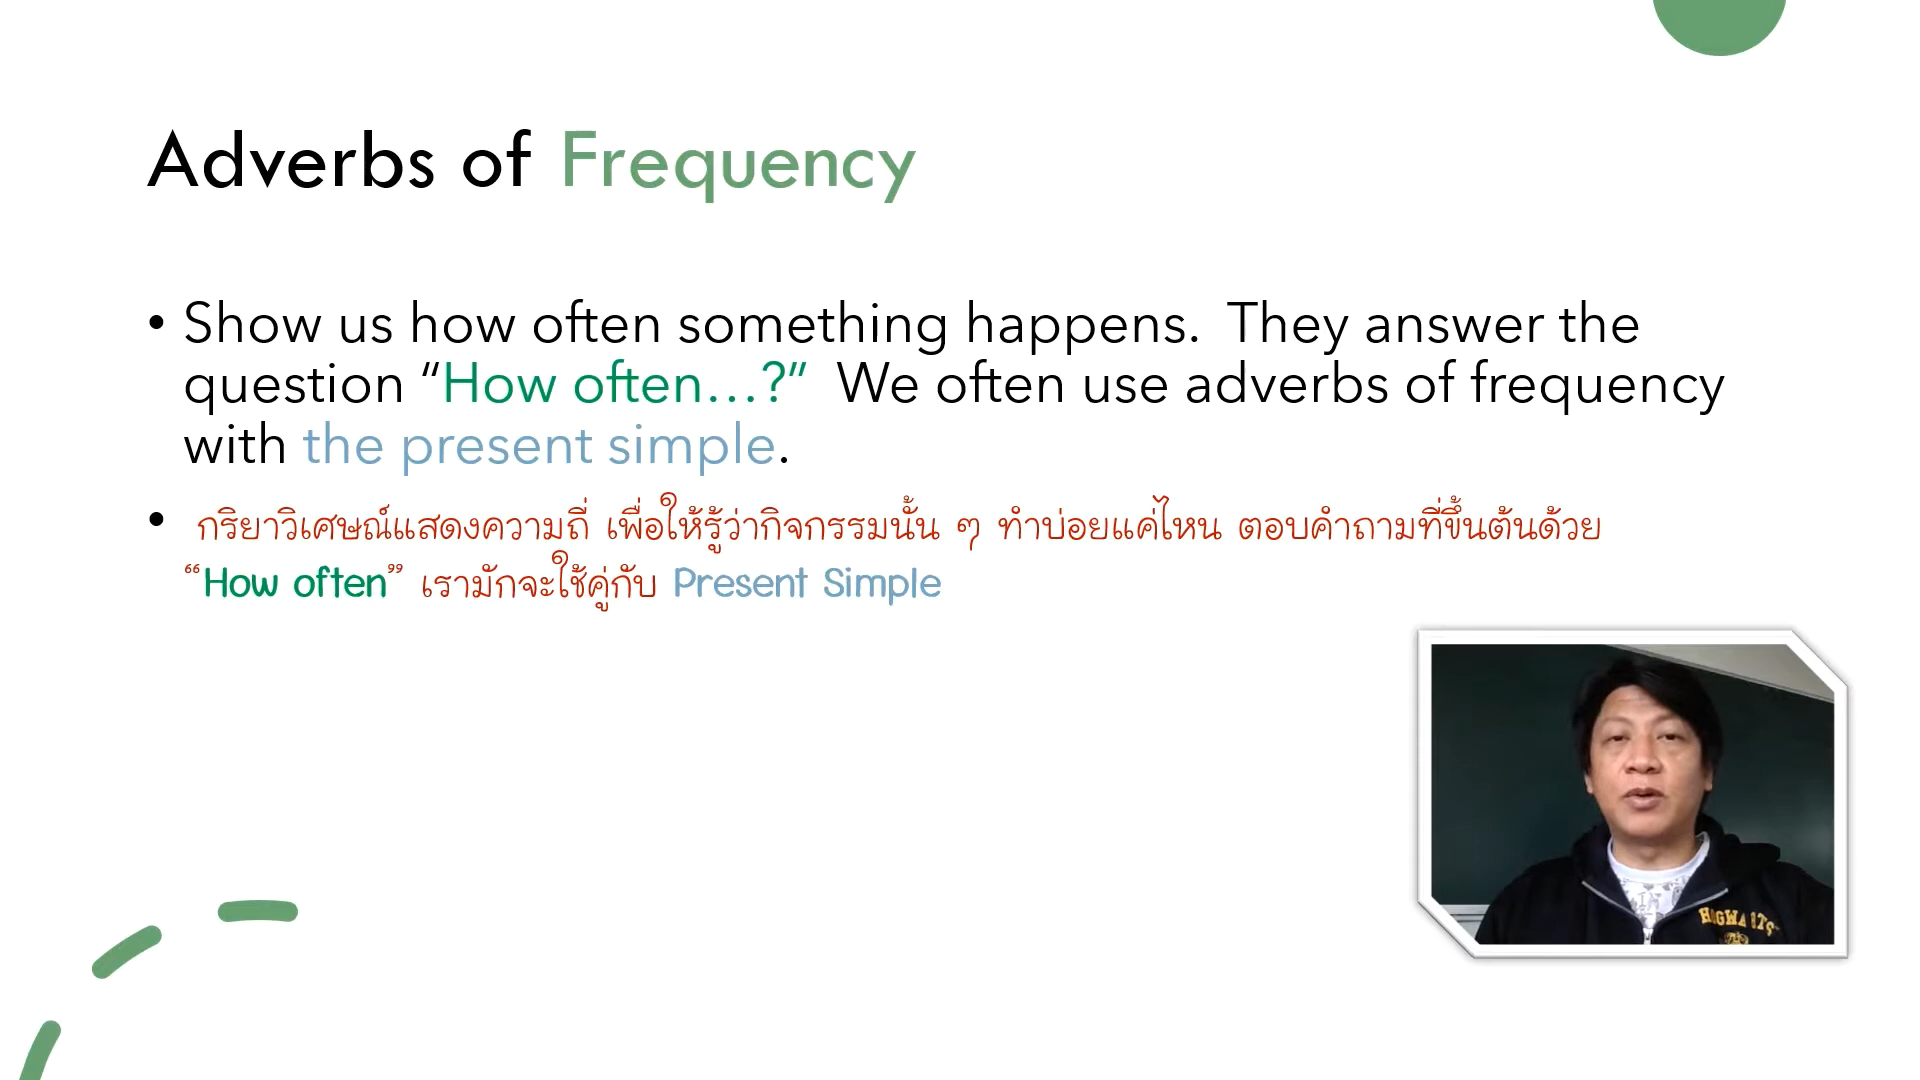 Adverbs of Frequency
• Show us how often something happens.  They answer the
question “How often…?”  We often use adverbs of frequency
with the present simple.
• กริยาวิเศษณ์แสดงความถี่ เพื่อให้รู้ว่ากิจกรรมนั้น ๆ ทำบ่อยแค่ไหน ตอบคำถามที่ขึ้นต้นด้วย
“How often” เรามักจะใช้คู่กับ Present Simple